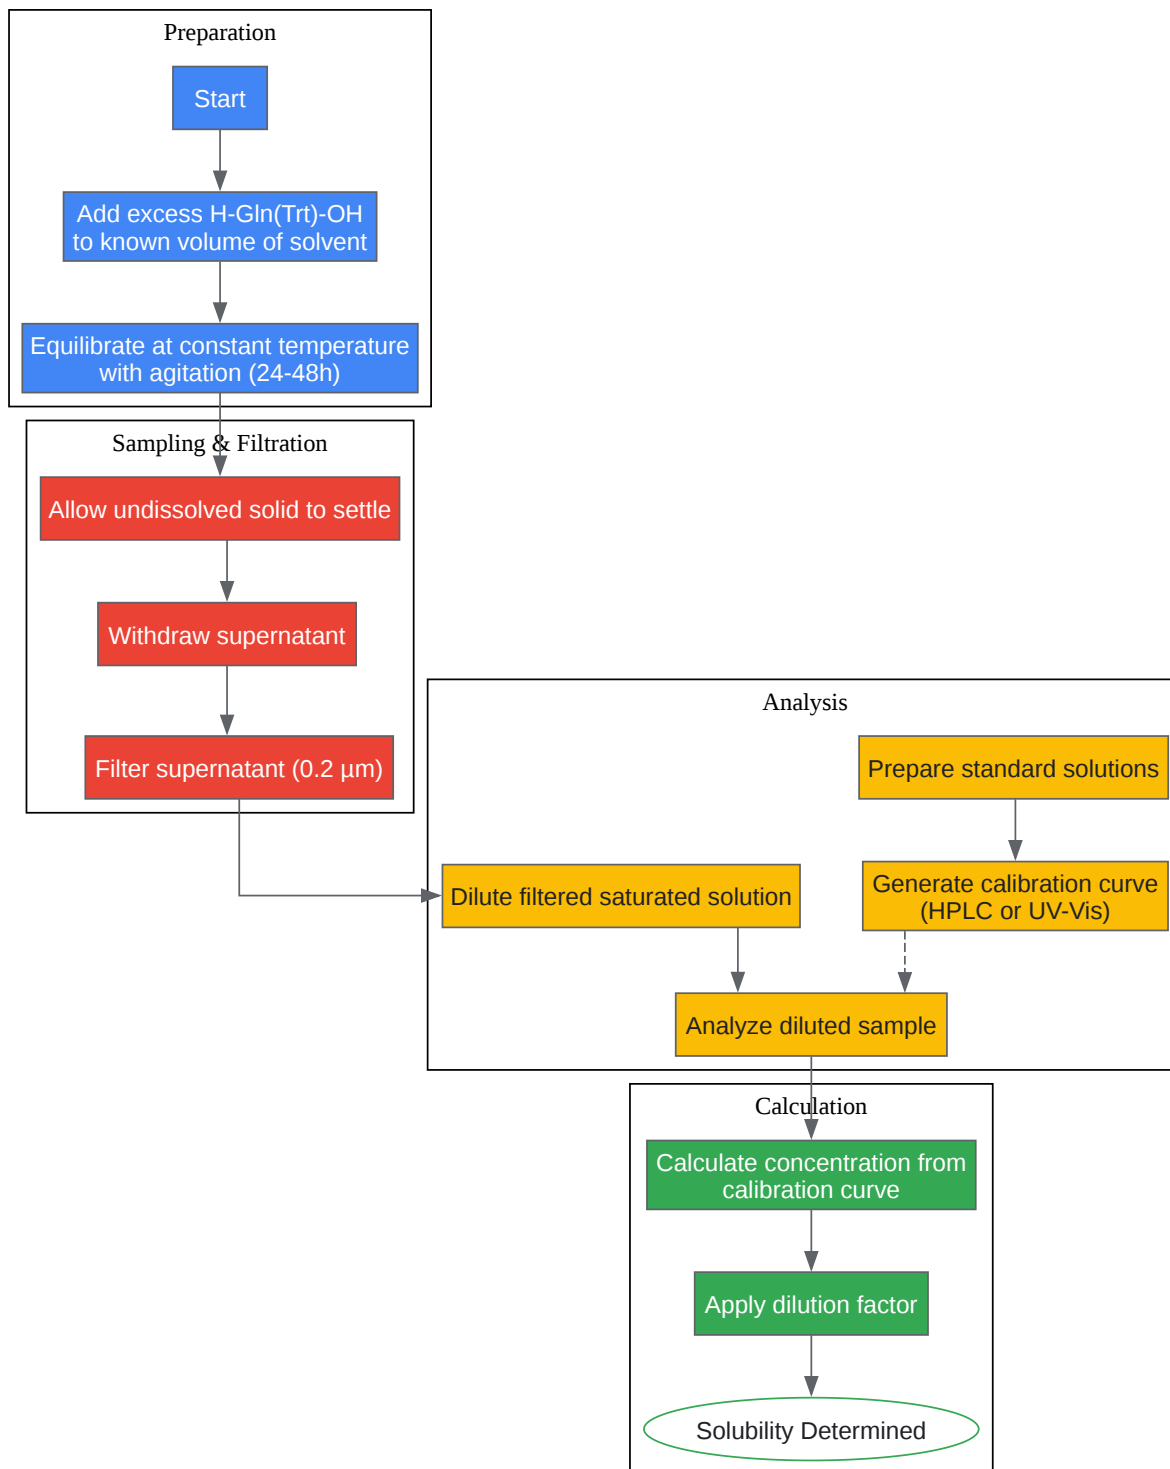 Preparation
Start
Add excess H-Gln(Trt)-OH
to known volume of solvent
Equilibrate at constant temperature
with agitation (24-48h)
Sampling & Filtration
Allow undissolved solid to settle
Withdraw supernatant
Filter supernatant (0.2 µm)
Analysis
Prepare standard solutions
Dilute filtered saturated solution
Generate calibration curve
(HPLC or UV-Vis)
Analyze diluted sample
Calculation
Calculate concentration from
calibration curve
Apply dilution factor
Solubility Determined